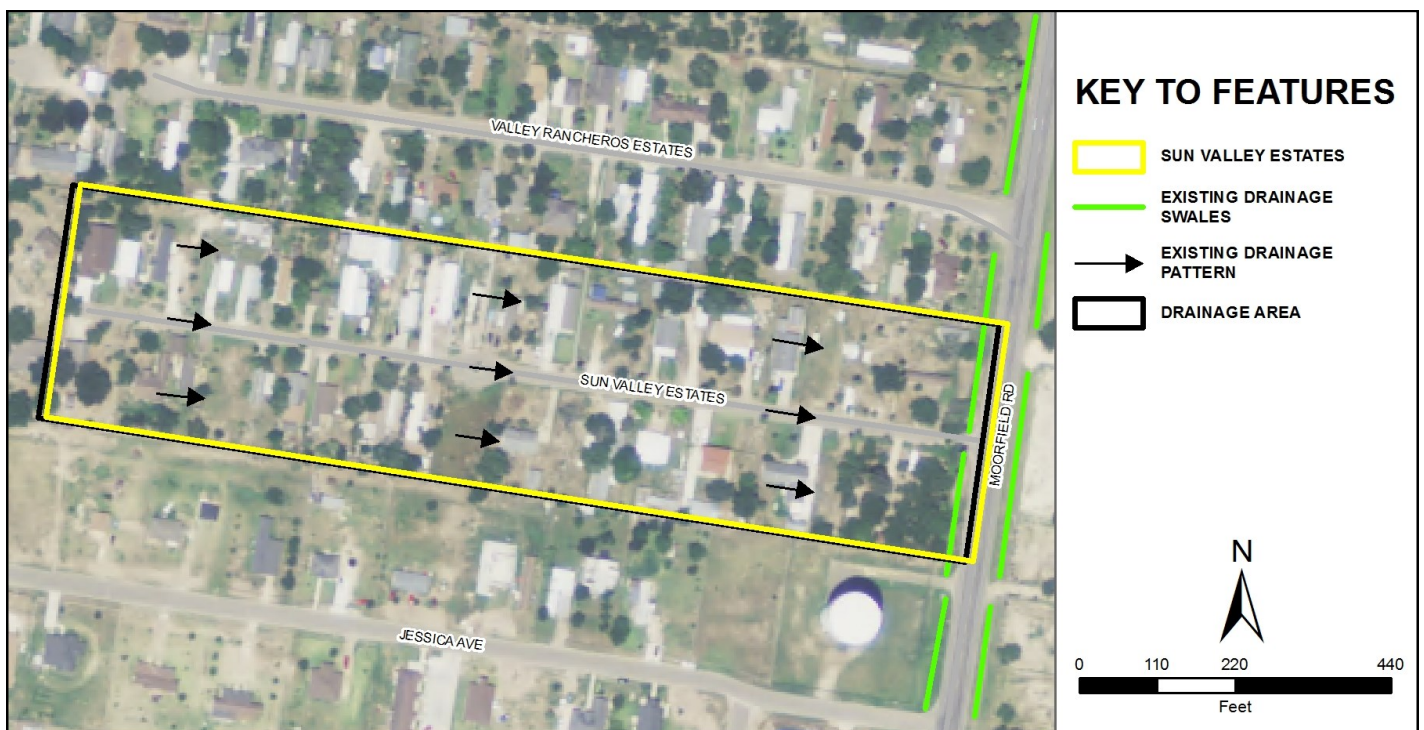 VALLEY RANCHEROS ESTATES
SUN VALLEY ESTATES
MOORFIELD RD
JESSICA AVE
KEY TO FEATURES
SUN VALLEY ESTATES
EXISTING DRAINAGE
SWALES
EXISTING DRAINAGE
PATTERN
DRAINAGE AREA
N
0 110 220 440
Feet